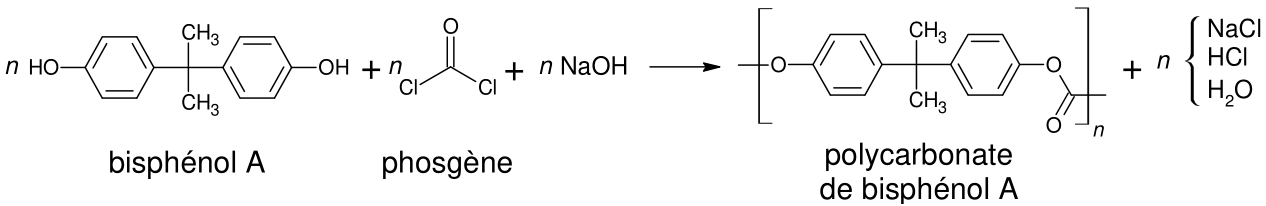 n HO CH3 CH3 OH + n Cl O Cl + n NaOH O CH3 CH3 O O n + n NaCl HCl H2O
bisphénol A
phosgène
polycarbonate
de bisphénol A